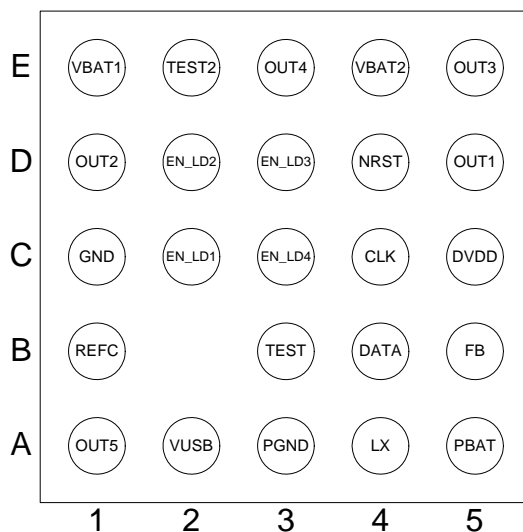 E VBAT1 TEST2 OUT4 VBAT2 OUT3
D OUT2 EN_LD2 EN_LD3 NRST OUT1
C GND EN_LD1 EN_LD4 CLK DVDD
B REFC TEST DATA FB
A OUT5 VUSB PGND LX PBAT
1 2 3 4 5